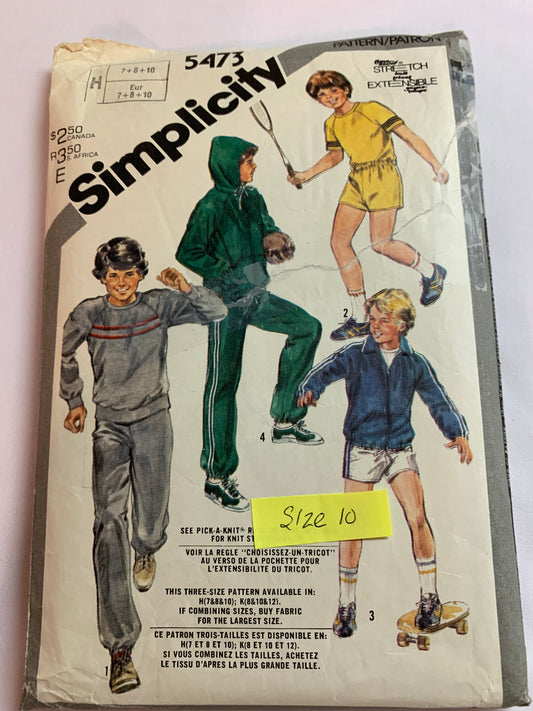 5473
PATTERN/PATRON
H
7+8+10
Eur
7+8+10
STRETCH
EXTENSIBLE
$2.50
CANADA
R3.50
S. AFRICA
E
Simplicity
2
4
SEE PICK-A-KNIT®
FOR KNIT
Size 10
VOIR LA REGLE "CHOISISSEZ-UN-TRICOT"
AU VERSO DE LA POCHETTE POUR
L'EXTENSIBILITE DU TRICOT.
THIS THREE-SIZE PATTERN AVAILABLE IN:
H(7&8&10); K(8&10&12).
IF COMBINING SIZES, BUY FABRIC
FOR THE LARGEST SIZE.
3
CE PATRON TROIS-TAILLES EST DISPONIBLE EN:
H(7 ET 8 ET 10); K(8 ET 10 ET 12).
SI VOUS COMBINEZ LES TAILLES, ACHETEZ
LE TISSU D'APRES LA PLUS GRANDE TAILLE.
1